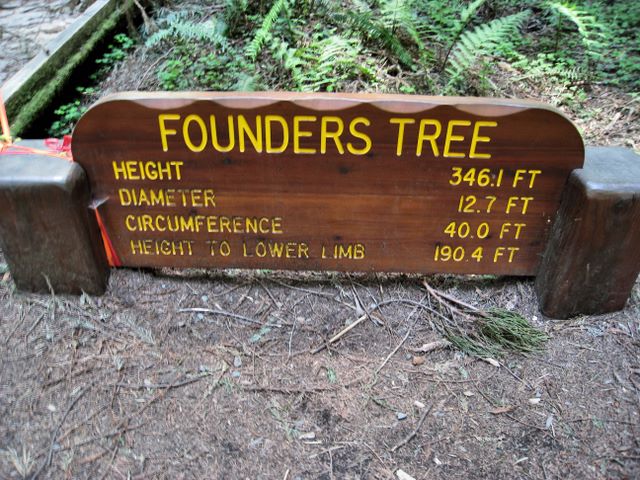 FOUNDERS TREE
HEIGHT 346.1 FT
DIAMETER 12.7 FT
CIRCUMFERENCE 40.0 FT
HEIGHT TO LOWER LIMB 190.4 FT